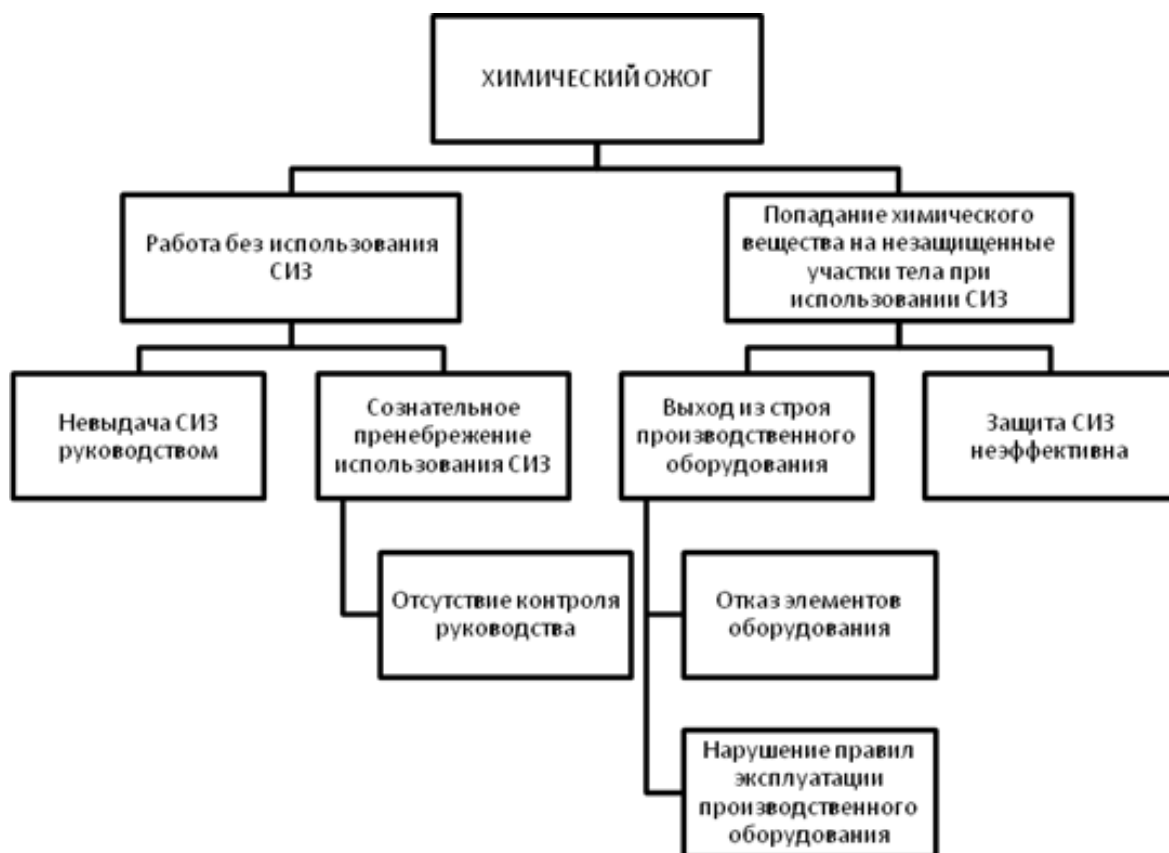 ХИМИЧЕСКИЙ ОЖОГ
Работа без использования
СИЗ
Попадание химического
вещества на незащищенные
участки тела при
использовании СИЗ
Невыдача СИЗ
руководством
Сознательное
пренебрежение
использования СИЗ
Выход из строя
производственного
оборудования
Защита СИЗ
неэффективна
Отсутствие контроля
руководства
Отказ элементов
оборудования
Нарушение правил
эксплуатации
производственного
оборудования